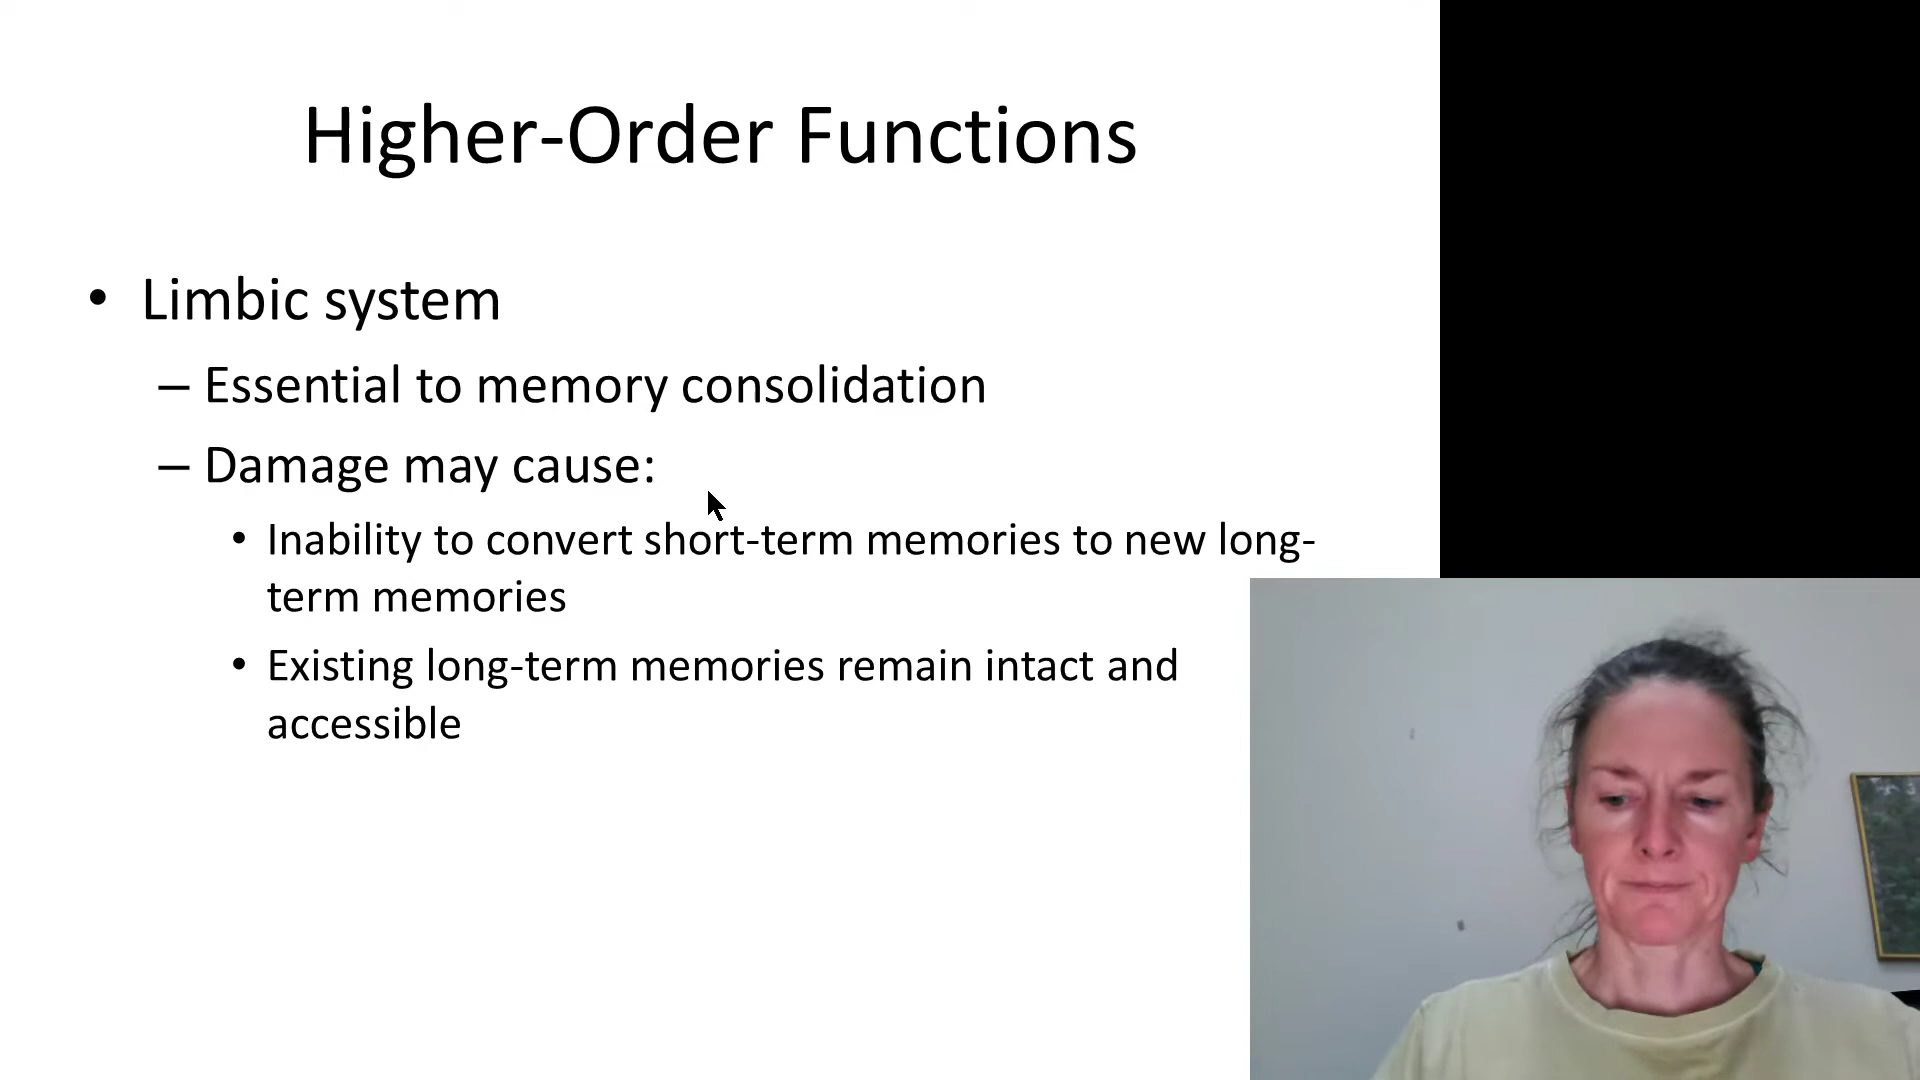 Higher-Order Functions
• Limbic system
– Essential to memory consolidation
– Damage may cause:
• Inability to convert short-term memories to new long-
term memories
• Existing long-term memories remain intact and
accessible